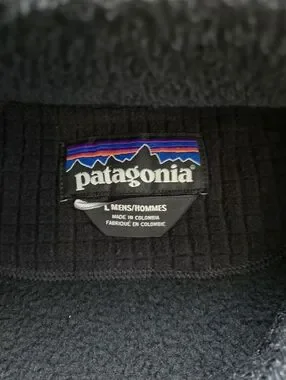 patagonia®
L MENS/HOMMES
MADE IN COLOMBIA
FABRIQUÉ EN COLOMBIE